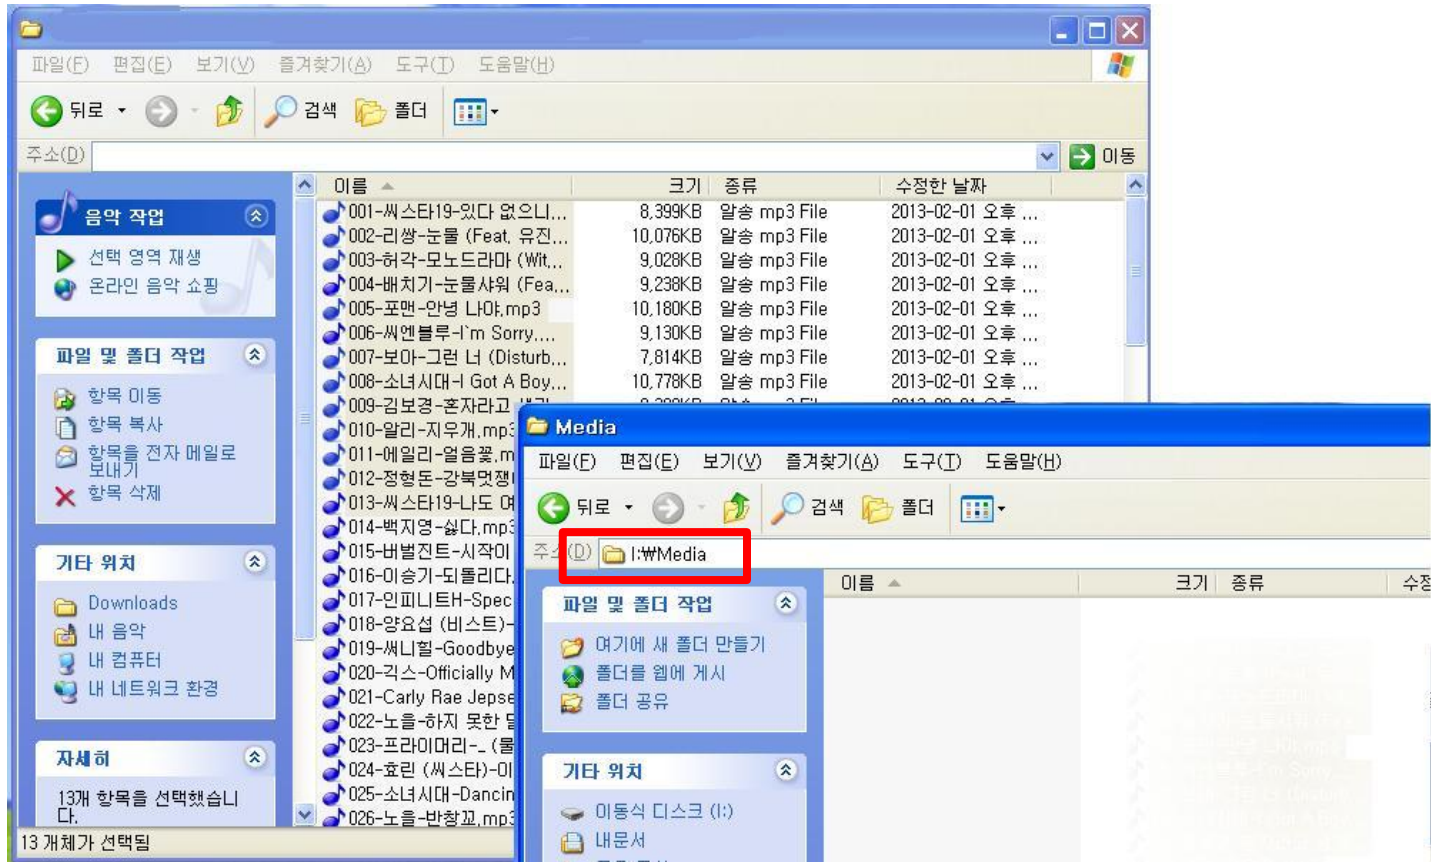 파일(F) 편집(E) 보기(V) 즐겨찾기(A) 도구(T) 도움말(H)
뒤로 검색 폴더
주소(D) 이동
음악 작업
선택 영역 재생
온라인 음악 쇼핑
파일 및 폴더 작업
항목 이동
항목 복사
항목을 전자 메일로
보내기
항목 삭제
기타 위치
Downloads
내 음악
내 컴퓨터
내 네트워크 환경
자세히
13개 항목을 선택했습니
다.
13 개체가 선택됨
이름 크기 종류 수정한 날짜
001-씨스타19-있다 없으니... 8,399KB 알송 mp3 File 2013-02-01 오후 ...
002-리쌍-눈물 (Feat. 유진... 10,076KB 알송 mp3 File 2013-02-01 오후 ...
003-허각-모노드라마 (Wit... 9,028KB 알송 mp3 File 2013-02-01 오후 ...
004-배치기-눈물샤워 (Fea... 9,238KB 알송 mp3 File 2013-02-01 오후 ...
005-포맨-안녕 나야.mp3 10,180KB 알송 mp3 File 2013-02-01 오후 ...
006-씨엔블루-I`m Sorry.... 9,130KB 알송 mp3 File 2013-02-01 오후 ...
007-보아-그런 너 (Disturb... 7,814KB 알송 mp3 File 2013-02-01 오후 ...
008-소녀시대-I Got A Boy... 10,778KB 알송 mp3 File 2013-02-01 오후 ...
009-김보경-혼자라고
010-알리-지우개.mp3
011-에일리-얼음꽃.m
012-정형돈-강북멋쟁
013-씨스타19-나도 여
014-백지영-싫다.mp3
015-버벌진트-시작이
016-이승기-되돌리다.
017-인피니트H-Spec
018-양요섭 (비스트)-
019-써니힐-Goodbye
020-긱스-Officially M
021-Carly Rae Jepse
022-노을-하지 못한 말
023-프라이머리-_ (물
024-효린 (씨스타)-미
025-소녀시대-Dancin
026-노을-반창꼬.mp3
Media
파일(F) 편집(E) 보기(V) 즐겨찾기(A) 도구(T) 도움말(H)
뒤로 검색 폴더
주소(D) I:₩Media
이름 크기 종류 수정
파일 및 폴더 작업
여기에 새 폴더 만들기
폴더를 웹에 게시
폴더 공유
기타 위치
이동식 디스크 (I:)
내문서